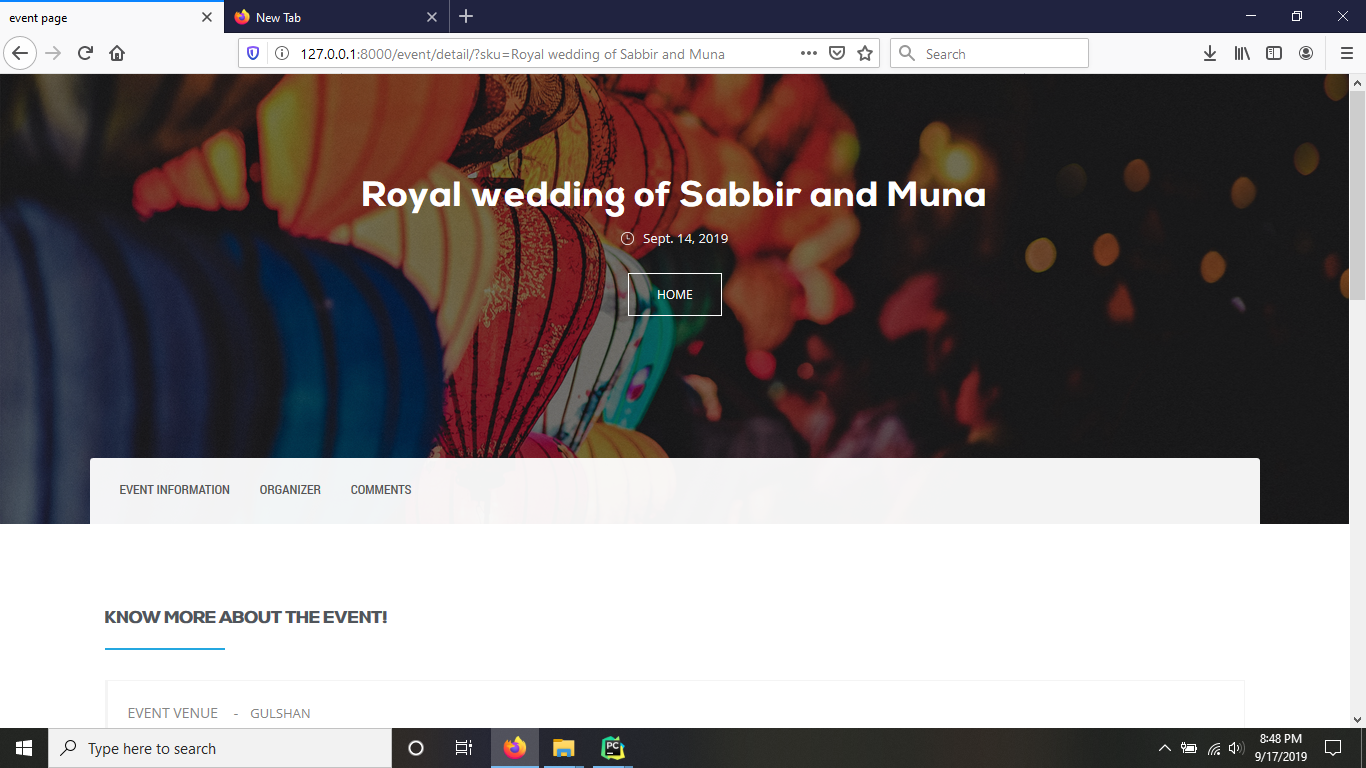 event page
New Tab
127.0.0.1:8000/event/detail/?sku=Royal wedding of Sabbir and Muna
Search
Royal wedding of Sabbir and Muna
Sept. 14, 2019
HOME
EVENT INFORMATION ORGANIZER COMMENTS
KNOW MORE ABOUT THE EVENT!
EVENT VENUE - GULSHAN
Type here to search
PC
8:48 PM
9/17/2019